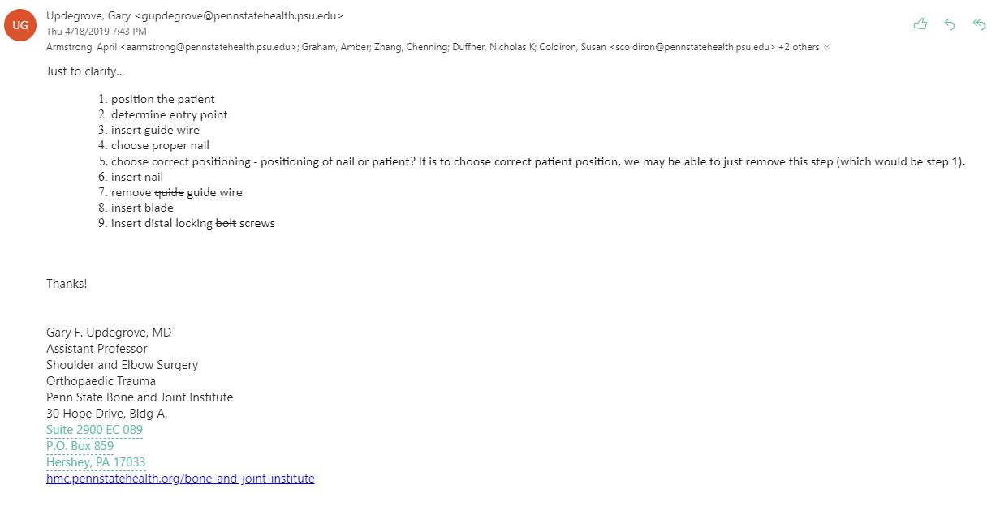 UG
Updegrove, Gary <gupdegrove@pennstatehealth.psu.edu>
Thu 4/18/2019 7:43 PM
Armstrong, April <aarmstrong@pennstatehealth.psu.edu>; Graham, Amber; Zhang, Chenning; Duffner, Nicholas K; Coldiron, Susan <scoldiron@pennstatehealth.psu.edu> +2 others
Just to clarify...
1. position the patient
2. determine entry point
3. insert guide wire
4. choose proper nail
5. choose correct positioning - positioning of nail or patient? If is to choose correct patient position, we may be able to just remove this step (which would be step 1).
6. insert nail
7. remove quide guide wire
8. insert blade
9. insert distal locking bolt screws
Thanks!
Gary F. Updegrove, MD
Assistant Professor
Shoulder and Elbow Surgery
Orthopaedic Trauma
Penn State Bone and Joint Institute
30 Hope Drive, Bldg A.
Suite 2900 EC 089
P.O. Box 859
Hershey, PA 17033
hmc.pennstatehealth.org/bone-and-joint-institute